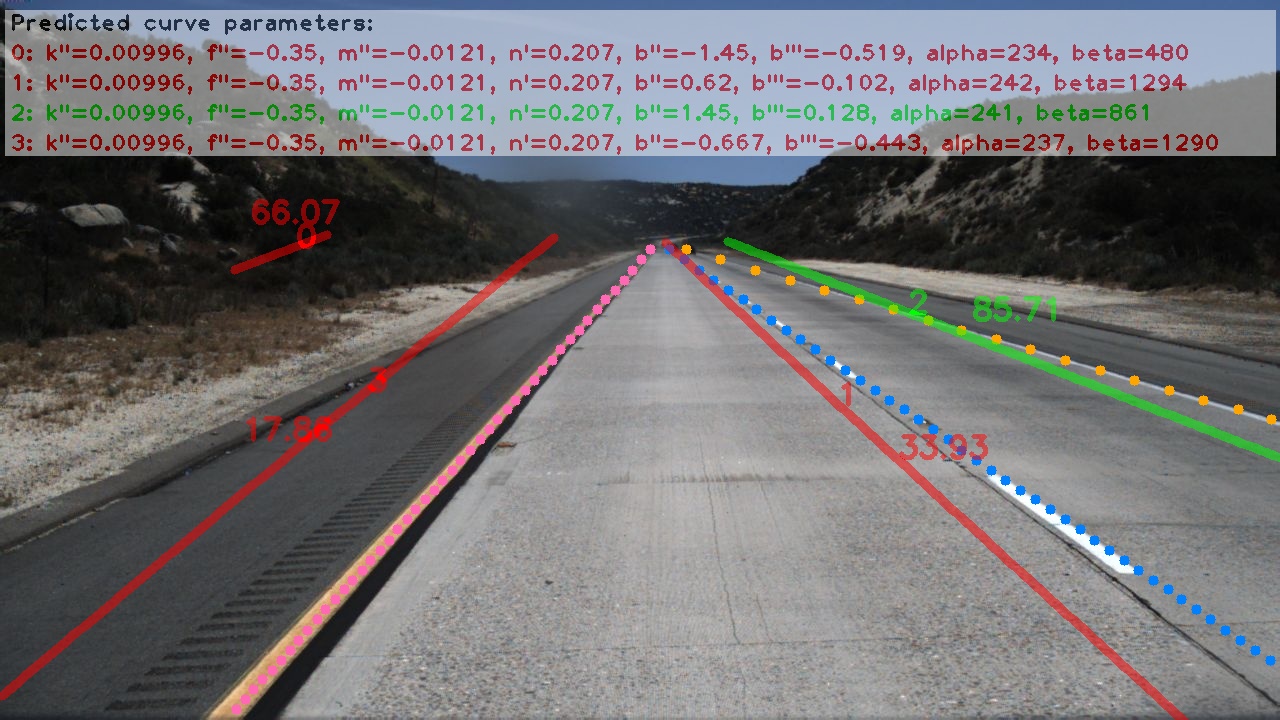 Predicted curve parameters:
0: k''=0.00996, f''=-0.35, m''=-0.0121, n'=0.207, b''=-1.45, b'''=-0.519, alpha=234, beta=480
1: k''=0.00996, f''=-0.35, m''=-0.0121, n'=0.207, b''=0.62, b'''=-0.102, alpha=242, beta=1294
2: k''=0.00996, f''=-0.35, m''=-0.0121, n'=0.207, b''=1.45, b'''=0.128, alpha=241, beta=861
3: k''=0.00996, f''=-0.35, m''=-0.0121, n'=0.207, b''=-0.667, b'''=-0.443, alpha=237, beta=1290
66.07
0
2 85.71
3
1
17.86
33.93